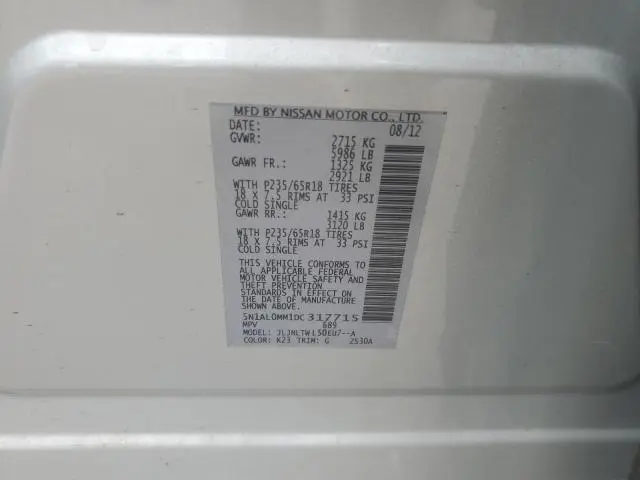 MFD BY NISSAN MOTOR CO., LTD.
DATE: 08/12
GVWR: 2715 KG
5986 LB
GAWR FR.: 1325 KG
2921 LB
WITH P235/65R18 TIRES
18 X 7.5 RIMS AT 33 PSI
COLD SINGLE
GAWR RR.: 1415 KG
3120 LB
WITH P235/65R18 TIRES
18 X 7.5 RIMS AT 33 PSI
COLD SINGLE
THIS VEHICLE CONFORMS TO
ALL APPLICABLE FEDERAL
MOTOR VEHICLE SAFETY AND
THEFT PREVENTION
STANDARDS IN EFFECT ON
THE DATE OF MANUFACTURE
SHOWN ABOVE.
5N1AL0MM1DC317715
MPV 689
MODEL: JLJNLTWL50EU7--A
COLOR: K23 TRIM: G 2S30A